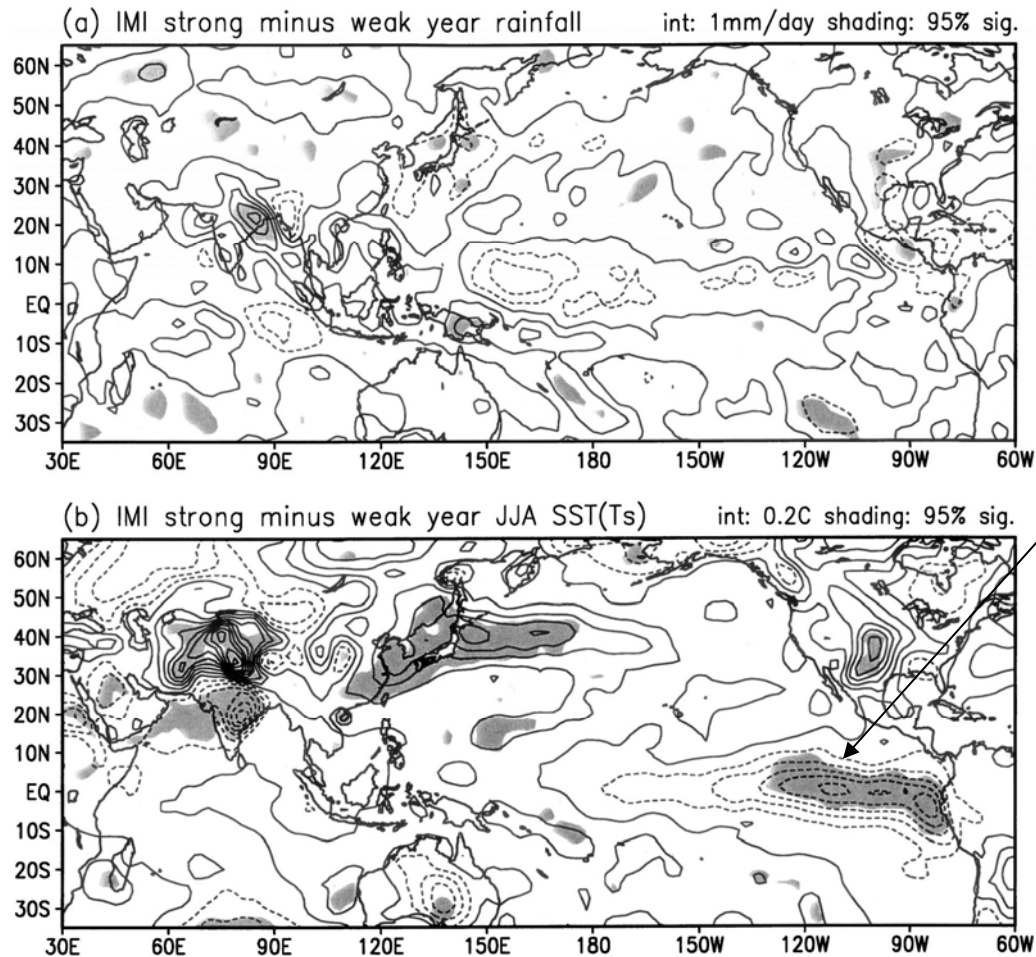 (a) IMI strong minus weak year rainfall int: 1mm/day shading: 95% sig.
60N
50N
40N
30N
20N
10N
EQ
10S
20S
30S
30E 60E 90E 120E 150E 180 150W 120W 90W 60W
(b) IMI strong minus weak year JJA SST(Ts) int: 0.2C shading: 95% sig.
60N
50N
40N
30N
20N
10N
EQ
10S
20S
30S
30E 60E 90E 120E 150E 180 150W 120W 90W 60W